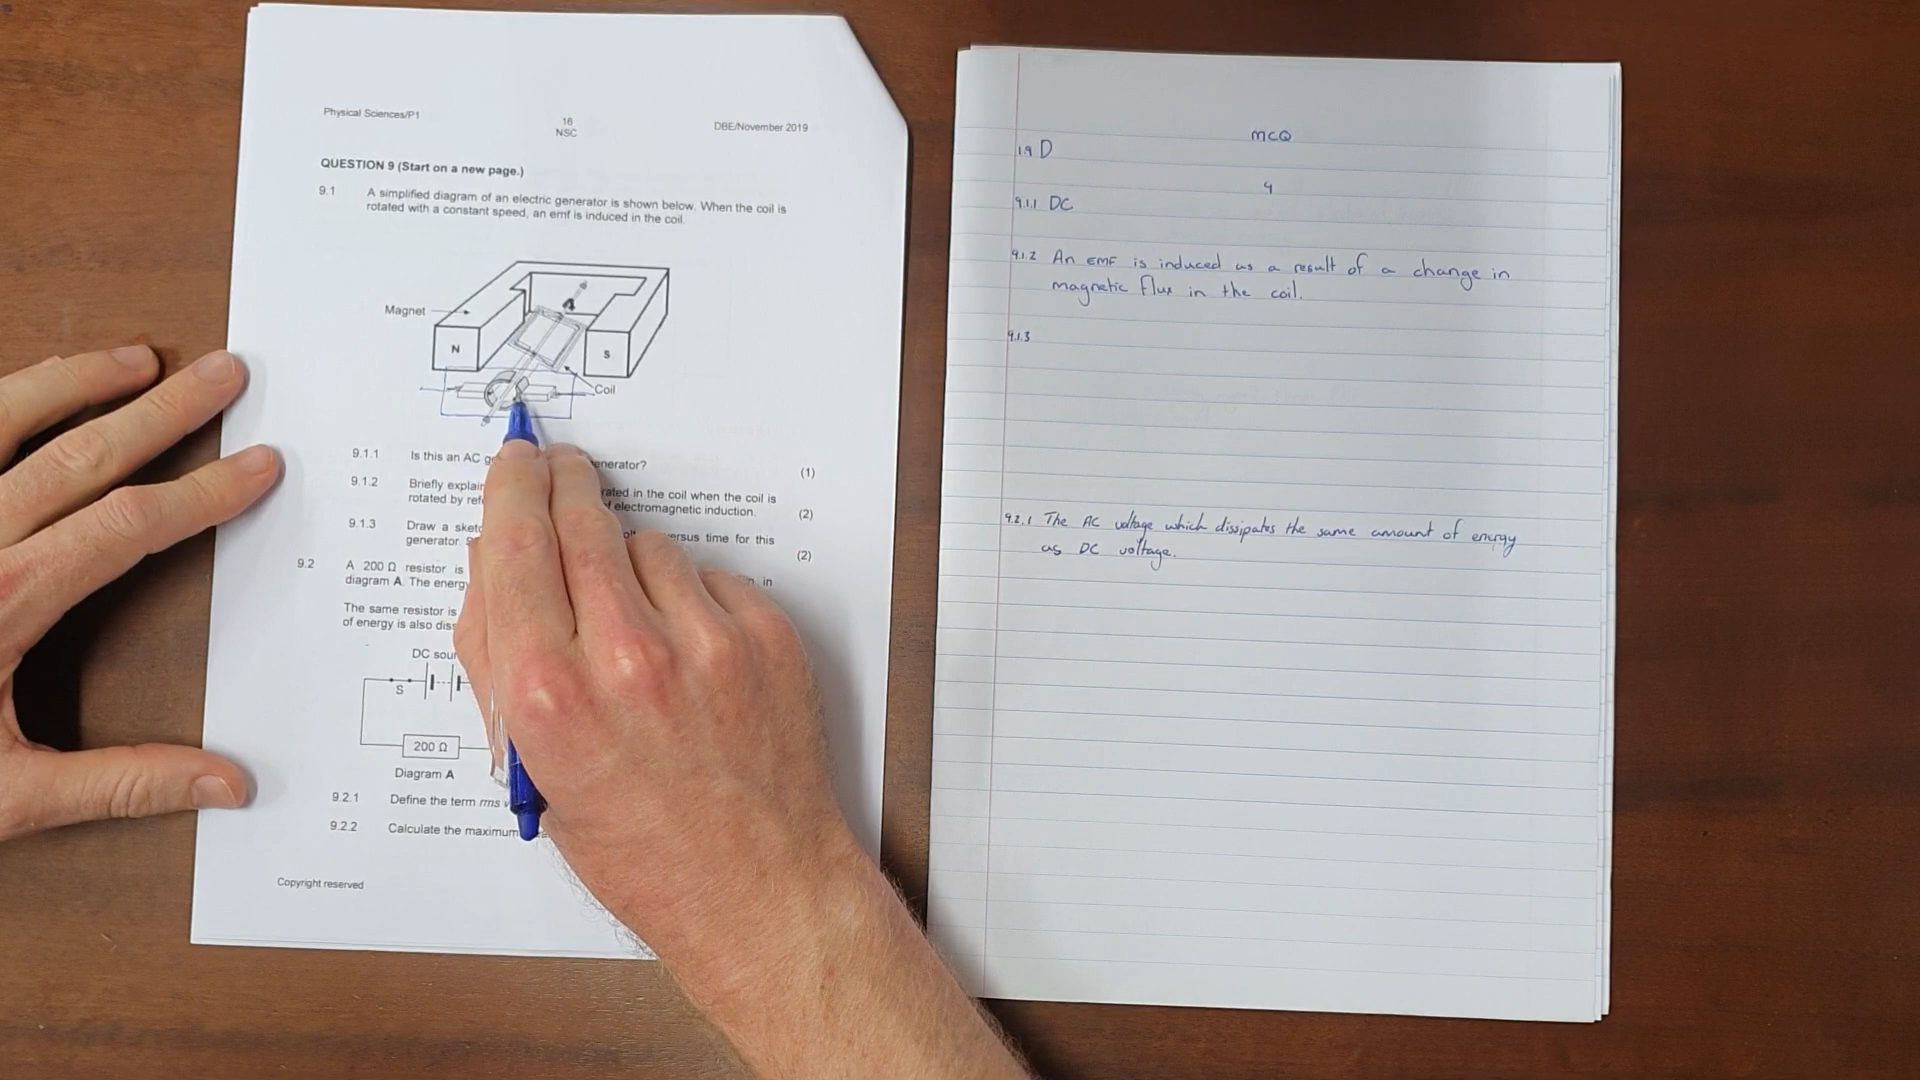 Physical Sciences/P1
16
NSC
DBE/November 2019
QUESTION 9 (Start on a new page.)
9.1 A simplified diagram of an electric generator is shown below. When the coil is
rotated with a constant speed, an emf is induced in the coil.
Magnet
N
S
Coil
9.1.1 Is this an AC generator? (1)
9.1.2 Briefly explain in the coil when the coil is
rotated by electromagnetic induction. (2)
9.1.3 Draw a versus time for this
generator. (2)
9.2 A 200 Ω resistor is in
diagram A. The energy
The same resistor is
of energy is also
DC
S
200 Ω
Diagram A
9.2.1 Define the term rms
9.2.2 Calculate the maximum
Copyright reserved
MCQ
1.9 D
9
9.1.1 DC
9.1.2 An EMF is induced as a result of a change in
magnetic flux in the coil.
9.1.3
9.2.1 The AC voltage which dissipates the same amount of energy
as DC voltage.